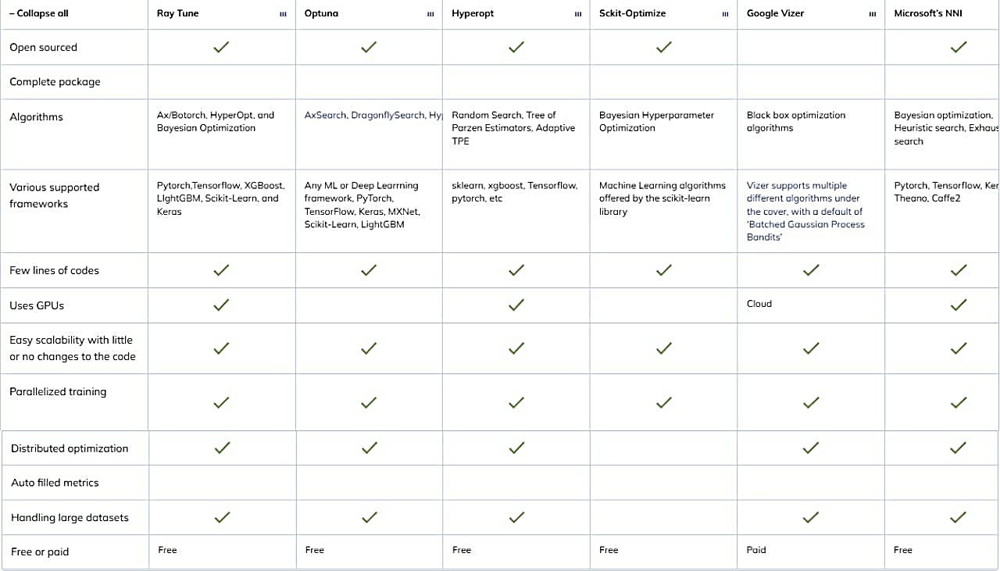 – Collapse all
Ray Tune
Optuna
Hyperopt
Sckit-Optimize
Google Vizer
Microsoft's NNI
Open sourced
Complete package
Algorithms
Ax/Botorch, HyperOpt, and
Bayesian Optimization
AxSearch, DragonflySearch,
Random Search, Tree of
Parzen Estimators, Adaptive
TPE
Bayesian Hyperparameter
Optimization
Black box optimization
algorithms
Bayesian optimization,
Heuristic search,
search
Various supported
frameworks
Pytorch,Tensorflow, XGBoost,
LIghtGBM, Scikit-Learn, and
Keras
Any ML or Deep Learrning
framework, PyTorch,
TensorFlow, Keras, MXNet,
Scikit-Learn, LightGBM
sklearn, xgboost, Tensorflow,
pytorch, etc
Machine Learning algorithms
offered by the scikit-learn
library
Vizer supports multiple
different algorithms under
the cover, with a default of
'Batched Gaussian Process
Bandits'
Pytorch, Tensorflow,
Theano, Caffe2
Few lines of codes
Uses GPUs
Cloud
Easy scalability with little
or no changes to the code
Parallelized training
Distributed optimization
Auto filled metrics
Handling large datasets
Free or paid
Free
Free
Free
Free
Paid
Free